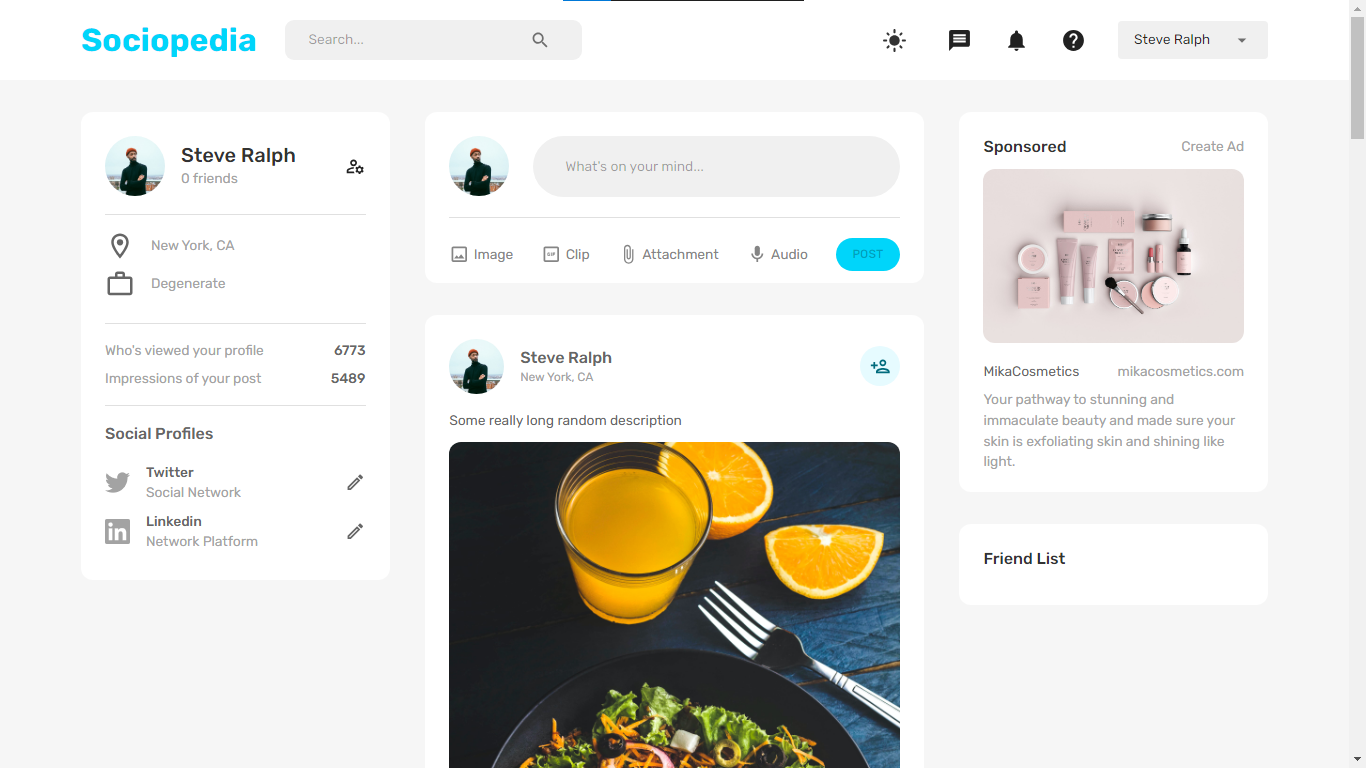 Sociopedia
Search...
Steve Ralph
Steve Ralph
0 friends
New York, CA
Degenerate
Who's viewed your profile 6773
Impressions of your post 5489
Social Profiles
Twitter
Social Network
Linkedin
Network Platform
What's on your mind...
Image
GIF
Clip
Attachment
Audio
POST
Steve Ralph
New York, CA
Some really long random description
Sponsored
Create Ad
MikaCosmetics
mikacosmetics.com
Your pathway to stunning and
immaculate beauty and made sure your
skin is exfoliating skin and shining like
light.
Friend List